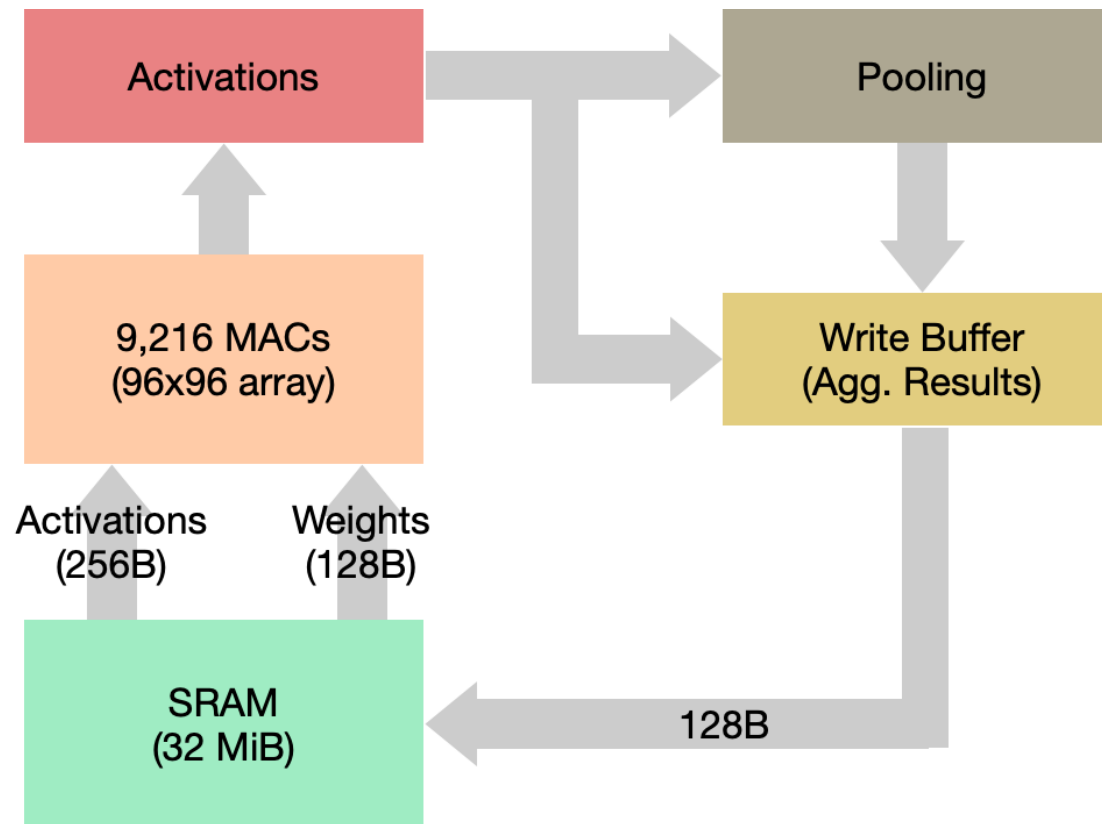 Activations
Pooling
9,216 MACs
(96x96 array)
Write Buffer
(Agg. Results)
Activations
(256B)
Weights
(128B)
SRAM
(32 MiB)
128B